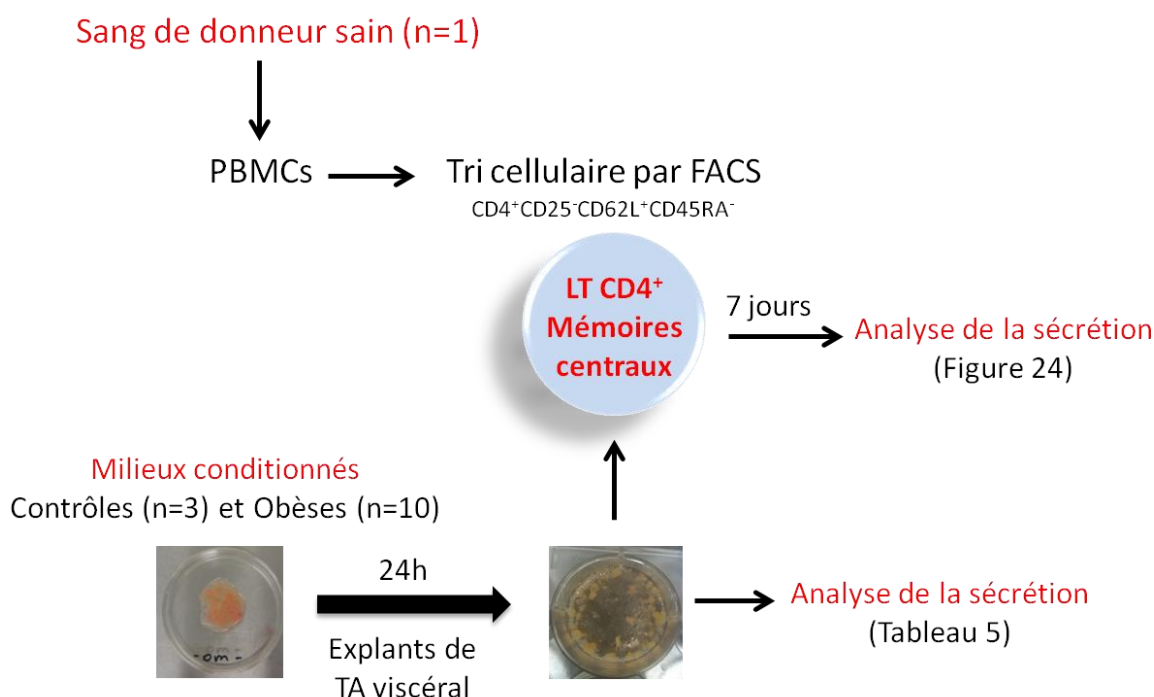 Sang de donneur sain (n=1)
PBMCs
Tri cellulaire par FACS
CD4⁺CD25⁻CD62L⁺CD45RA⁻
LT CD4⁺
Mémoires
centraux
7 jours
Analyse de la sécrétion
(Figure 24)
Milieux conditionnés
Contrôles (n=3) et Obèses (n=10)
-om-
24h
Explants de
TA viscéral
Analyse de la sécrétion
(Tableau 5)